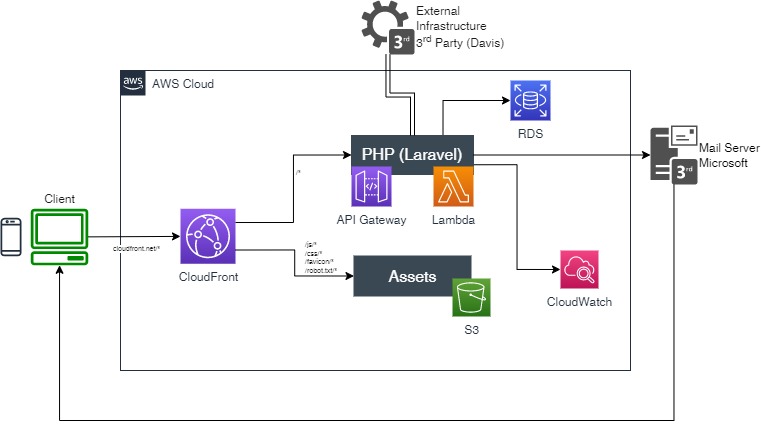 External
Infrastructure
3rd Party (Davis)
3rd
aws
AWS Cloud
RDS
PHP (Laravel)
Mail Server
Microsoft
3rd
/*
API Gateway
Lambda
Client
cloudfront.net/*
CloudFront
/js/*
/css/*
/favicon/*
/robot.txt/*
Assets
S3
CloudWatch